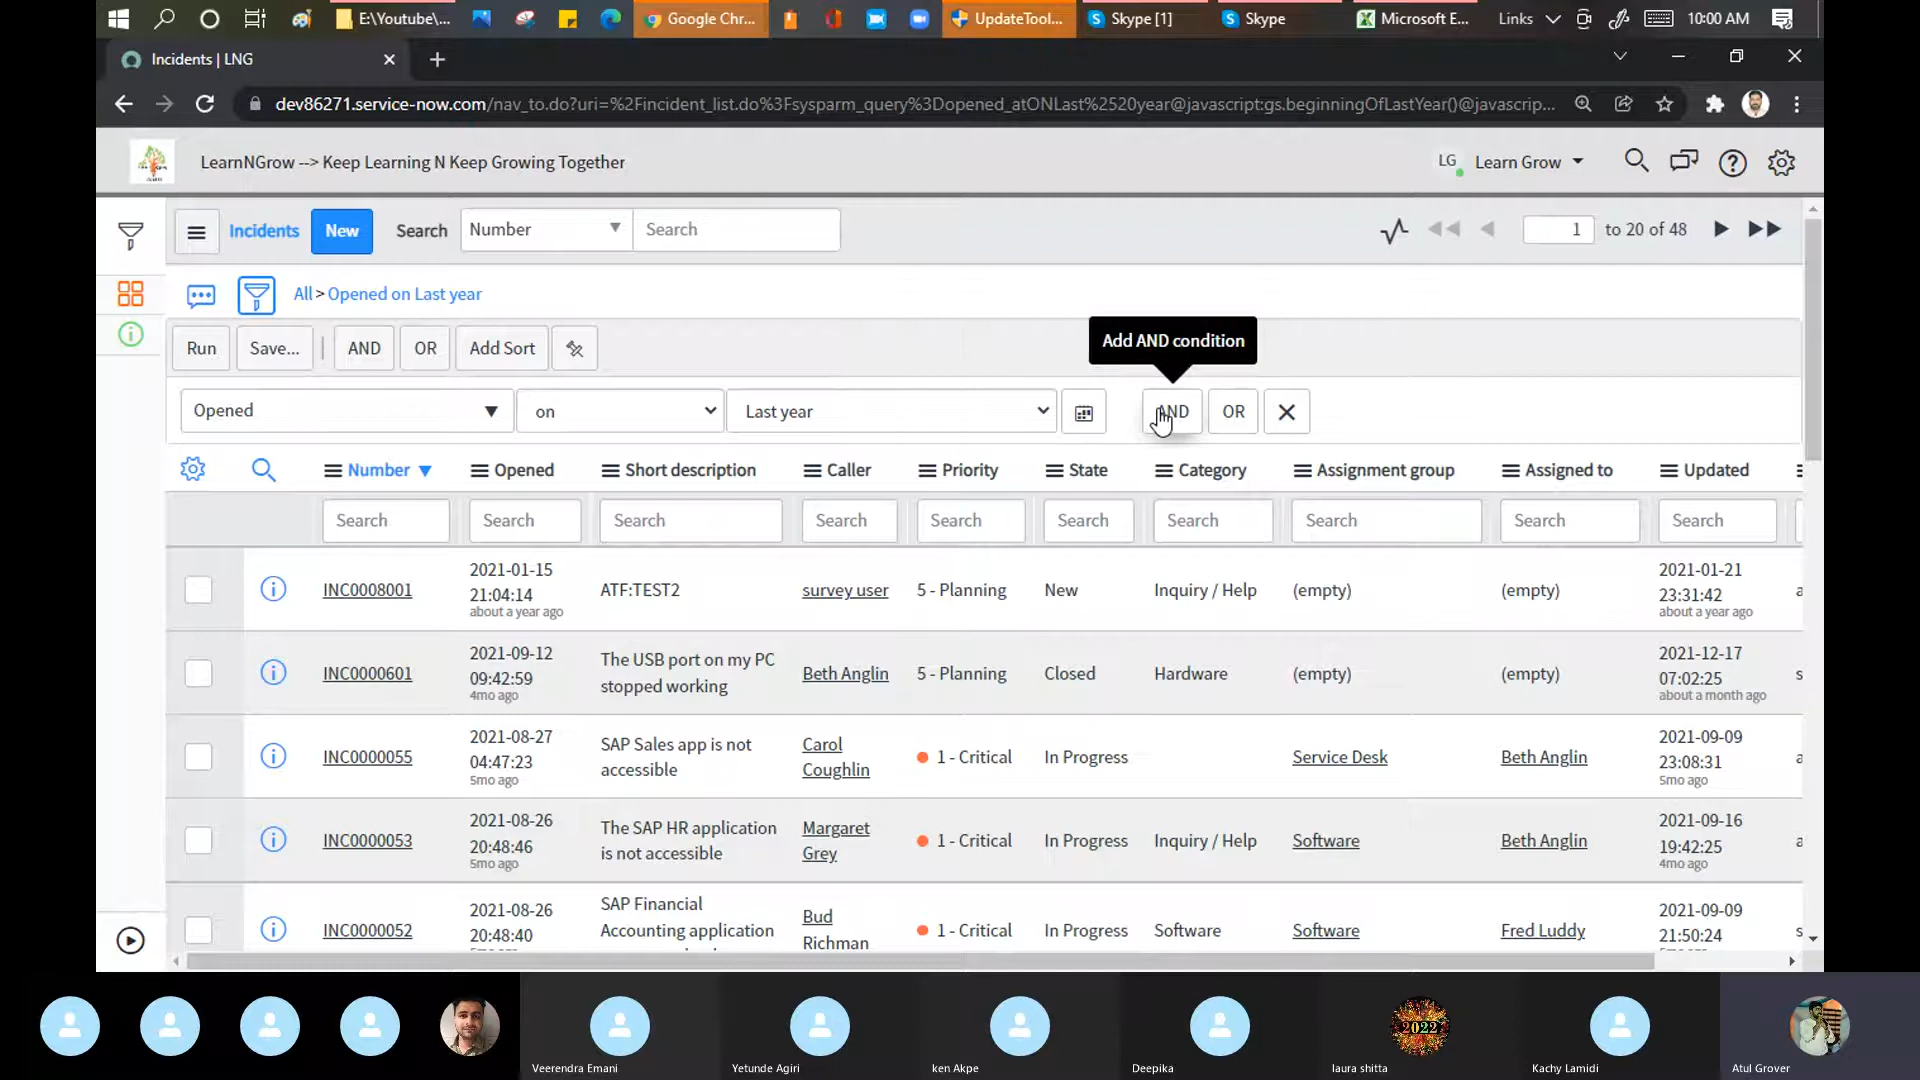 E:\Youtube\...
Google Chr...
UpdateTool...
Skype [1]
Skype
Microsoft E...
Links
10:00 AM
Incidents | LNG
dev86271.service-now.com/nav_to.do?uri=%2Fincident_list.do%3Fsysparm_query%3Dopened_atONLast%2520year@javascript:gs.beginningOfLastYear()@javascrip...
LearnNGrow --> Keep Learning N Keep Growing Together
LG
Learn Grow
Incidents
New
Search
Number
Search
1
to 20 of 48
All > Opened on Last year
Run
Save...
AND
OR
Add Sort
Add AND condition
Opened
on
Last year
AND
OR
Number
Opened
Short description
Caller
Priority
State
Category
Assignment group
Assigned to
Updated
Search
Search
Search
Search
Search
Search
Search
Search
Search
Search
INC0008001
2021-01-15
21:04:14
about a year ago
ATF:TEST2
survey user
5 - Planning
New
Inquiry / Help
(empty)
(empty)
2021-01-21
23:31:42
about a year ago
INC0000601
2021-09-12
09:42:59
4mo ago
The USB port on my PC
stopped working
Beth Anglin
5 - Planning
Closed
Hardware
(empty)
(empty)
2021-12-17
07:02:25
about a month ago
INC0000055
2021-08-27
04:47:23
5mo ago
SAP Sales app is not
accessible
Carol
Coughlin
1 - Critical
In Progress
Service Desk
Beth Anglin
2021-09-09
23:08:31
5mo ago
INC0000053
2021-08-26
20:48:46
5mo ago
The SAP HR application
is not accessible
Margaret
Grey
1 - Critical
In Progress
Inquiry / Help
Software
Beth Anglin
2021-09-16
19:42:25
4mo ago
INC0000052
2021-08-26
20:48:40
SAP Financial
Accounting application
Bud
Richman
1 - Critical
In Progress
Software
Software
Fred Luddy
2021-09-09
21:50:24
Veerendra Emani
Yetunde Agiri
ken Akpe
Deepika
2022
laura shitta
Kachy Lamidi
Atul Grover